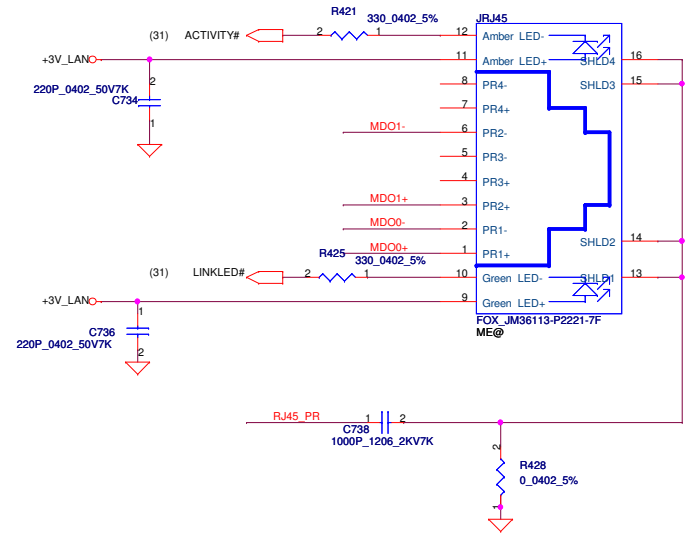 R421
330_0402_5%
JRJ45
(31) ACTIVITY#
2 1
12 Amber LED-
+3V_LAN
11 Amber LED+
SHLD4 16
8 PR4-
SHLD3 15
2
220P_0402_50V7K
C734
1
7 PR4+
MDO1- 6 PR2-
5 PR3-
4 PR3+
MDO1+ 3 PR2+
MDO0- 2 PR1-
SHLD2 14
MDO0+ 1 PR1+
R425
330_0402_5%
(31) LINKLED#
2 1
10 Green LED-
SHLD1 13
+3V_LAN
9 Green LED+
1
C736
220P_0402_50V7K
2
FOX_JM36113-P2221-7F
ME@
RJ45_PR
1 2
C738
1000P_1206_2KV7K
2
R428
0_0402_5%
1